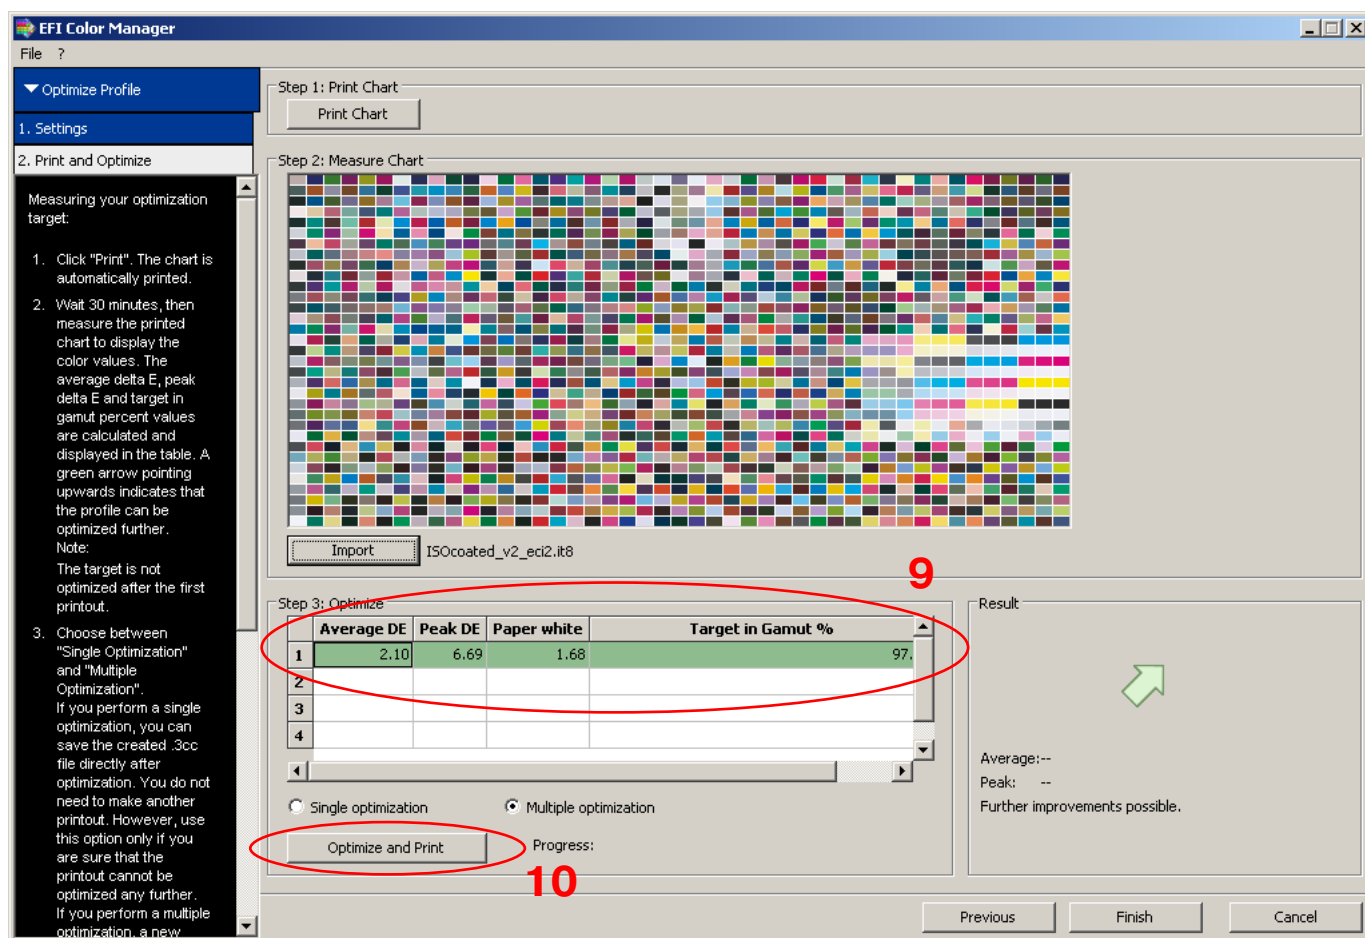 EFI Color Manager
File ?
Optimize Profile
1. Settings
2. Print and Optimize
Measuring your optimization
target:
1. Click "Print". The chart is
automatically printed.
2. Wait 30 minutes, then
measure the printed
chart to display the
color values. The
average delta E, peak
delta E and target in
gamut percent values
are calculated and
displayed in the table. A
green arrow pointing
upwards indicates that
the profile can be
optimized further.
Note:
The target is not
optimized after the first
printout.
3. Choose between
"Single Optimization"
and "Multiple
Optimization".
If you perform a single
optimization, you can
save the created .3cc
file directly after
optimization. You do not
need to make another
printout. However, use
this option only if you
are sure that the
printout cannot be
optimized any further.
If you perform a multiple
optimization, a new
Step 1: Print Chart
Print Chart
Step 2: Measure Chart
Import ISOcoated_v2_eci2.it8
9
Step 3: Optimize
Average DE Peak DE Paper white Target in Gamut %
1 2.10 6.69 1.68 97.
2
3
4
Single optimization Multiple optimization
Optimize and Print Progress:
10
Result
Average:--
Peak: --
Further improvements possible.
Previous Finish Cancel